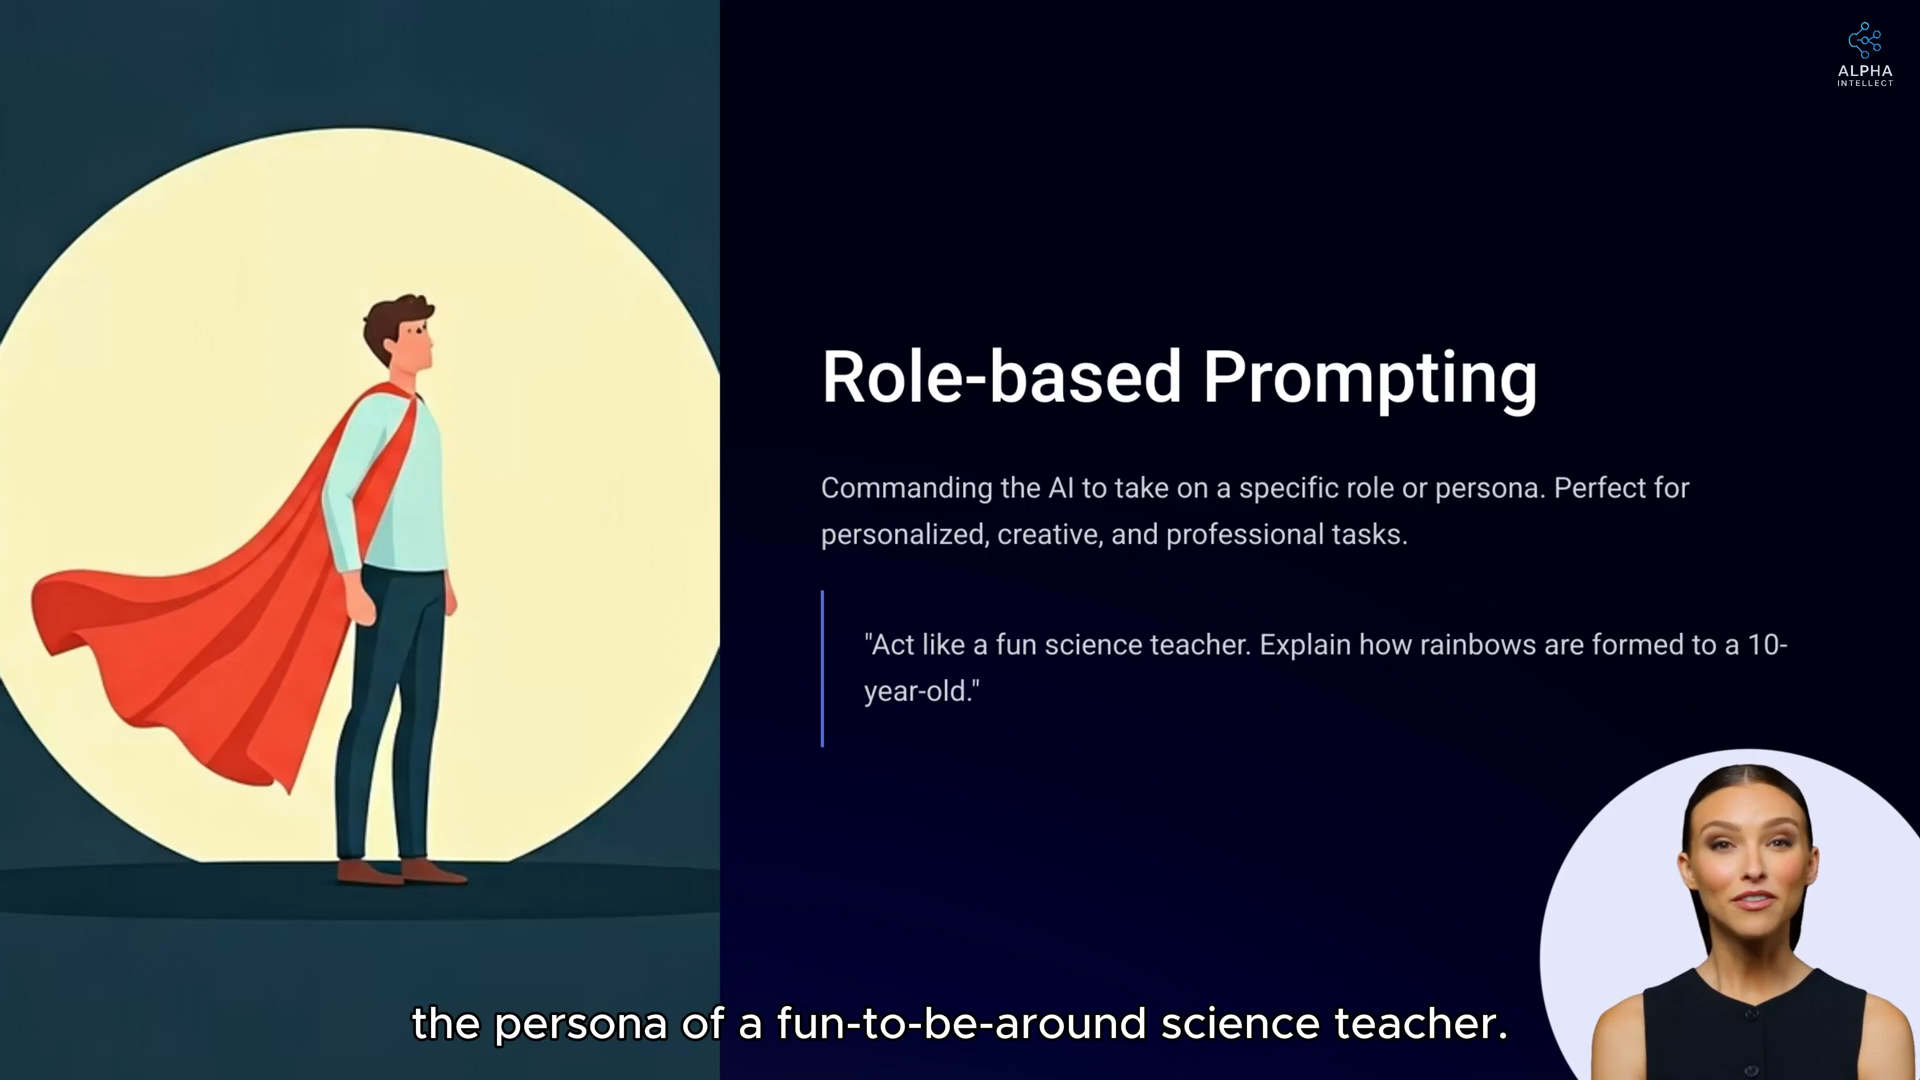 ALPHA
INTELLECT
Role-based Prompting
Commanding the AI to take on a specific role or persona. Perfect for
personalized, creative, and professional tasks.
"Act like a fun science teacher. Explain how rainbows are formed to a 10-
year-old."
the persona of a fun-to-be-around science teacher.